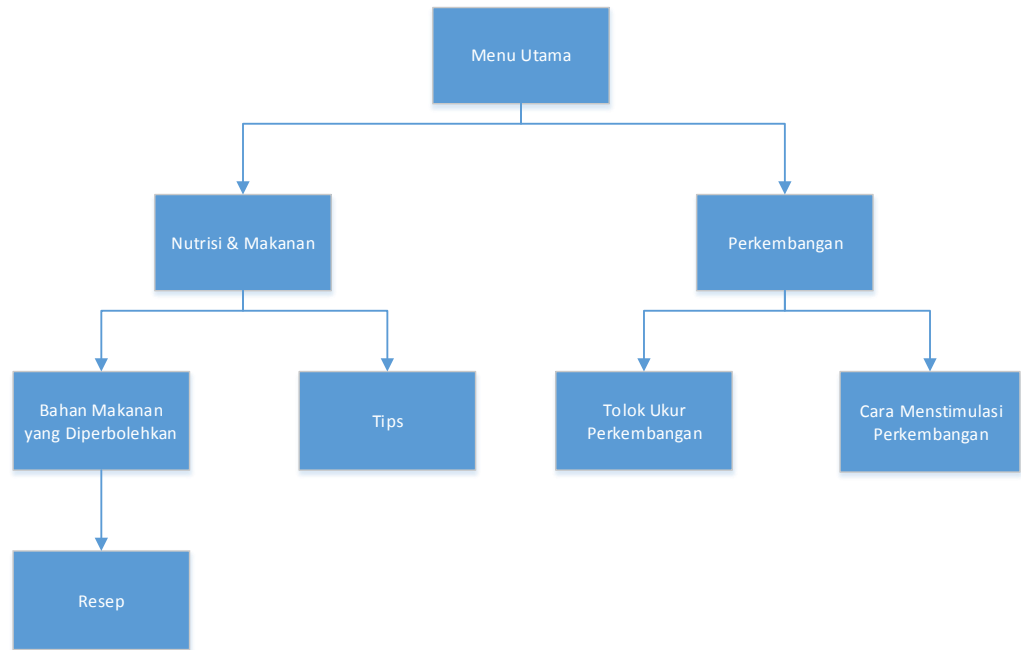 Menu Utama
Nutrisi & Makanan
Perkembangan
Bahan Makanan
yang Diperbolehkan
Tips
Tolok Ukur
Perkembangan
Cara Menstimulasi
Perkembangan
Resep